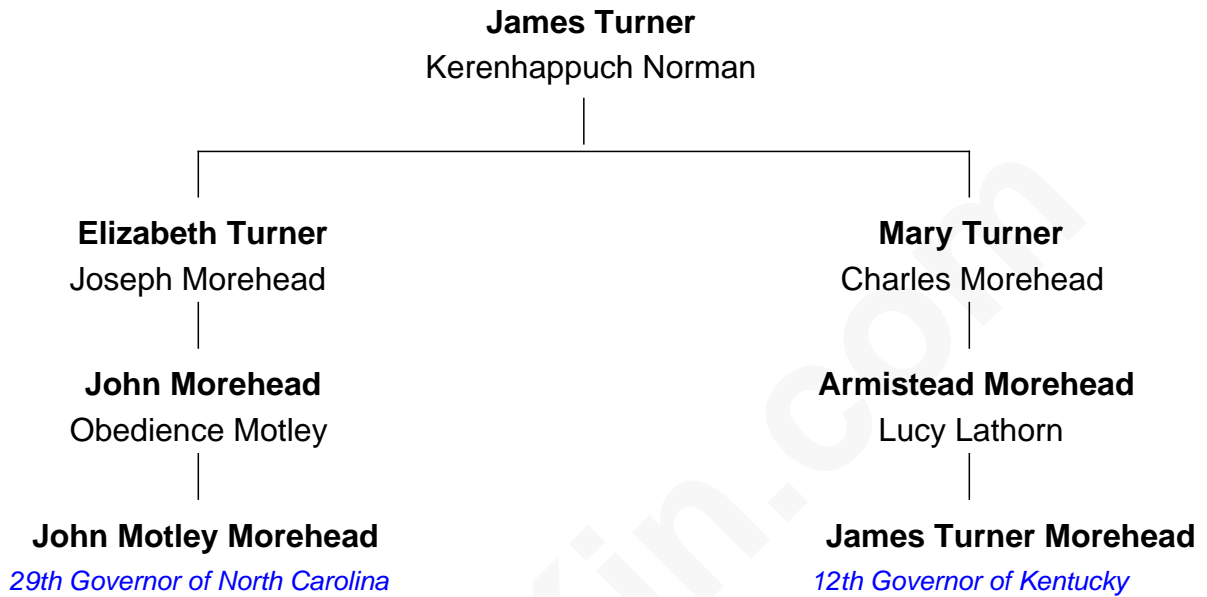 James Turner
Kerenhappuch Norman
Elizabeth Turner
Joseph Morehead
Mary Turner
Charles Morehead
John Morehead
Obedience Motley
Armistead Morehead
Lucy Lathorn
John Motley Morehead
29th Governor of North Carolina
James Turner Morehead
12th Governor of Kentucky